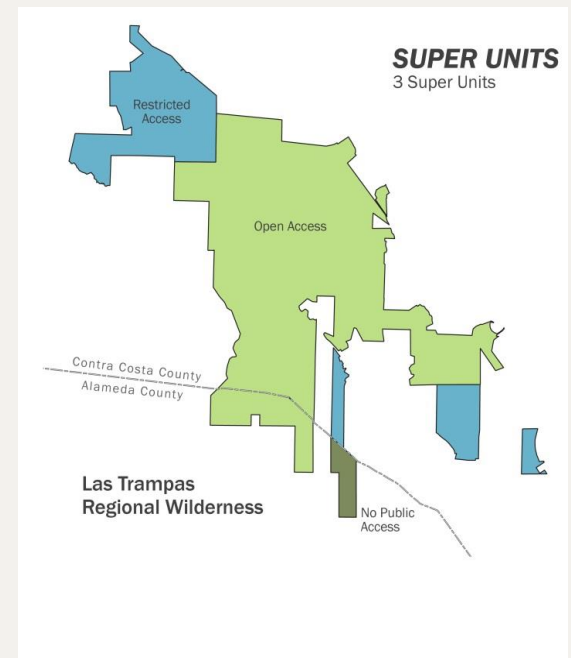 SUPER UNITS
3 Super Units
Restricted
Access
Open Access
Contra Costa County
Alameda County
Las Trampas
Regional Wilderness
No Public
Access